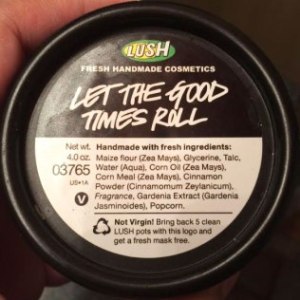 LUSH
FRESH HANDMADE COSMETICS
LET THE GOOD
TIMES ROLL
Net wt.
4.0 oz.
03765
US•1A
V
Handmade with fresh ingredients:
Maize flour (Zea Mays), Glycerine, Talc,
Water (Aqua), Corn Oil (Zea Mays),
Corn Meal (Zea Mays), Cinnamon
Powder (Cinnamomum Zeylanicum),
Fragrance, Gardenia Extract (Gardenia
Jasminoides), Popcorn.
Not Virgin! Bring back 5 clean
LUSH pots with this logo and
get a fresh mask free.